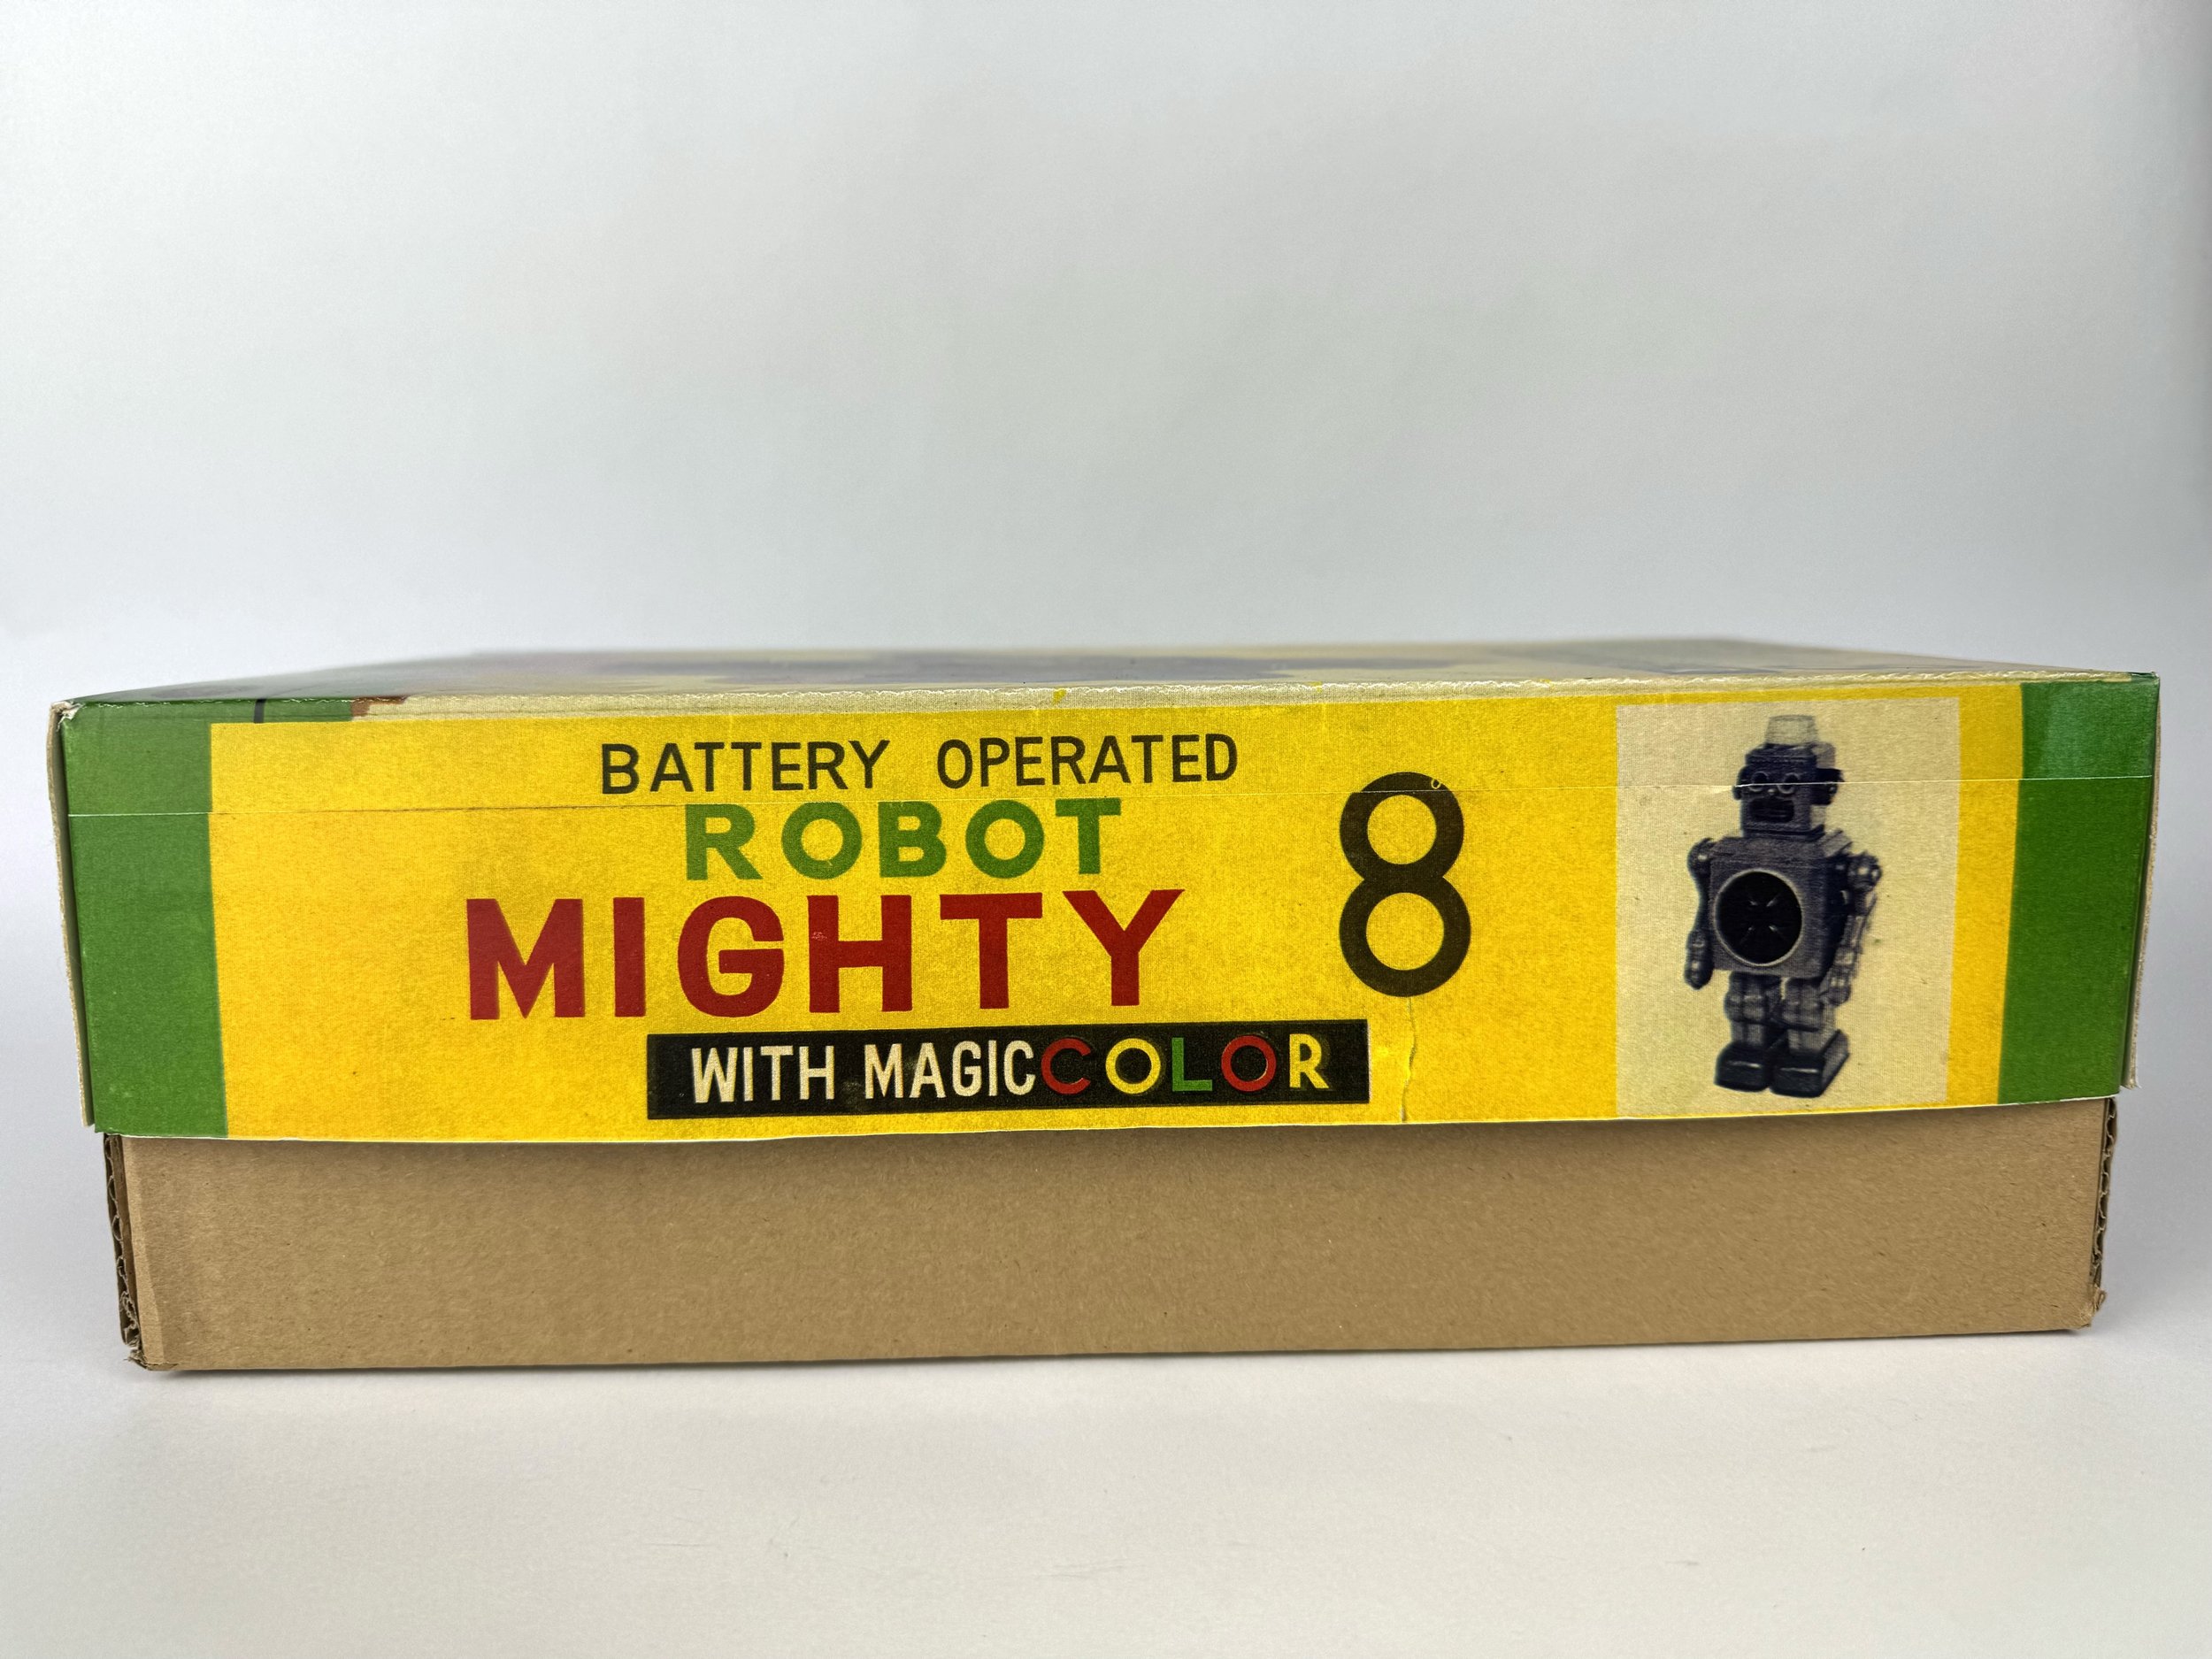 BATTERY OPERATED
ROBOT
MIGHTY 8
WITH MAGICCOLOR